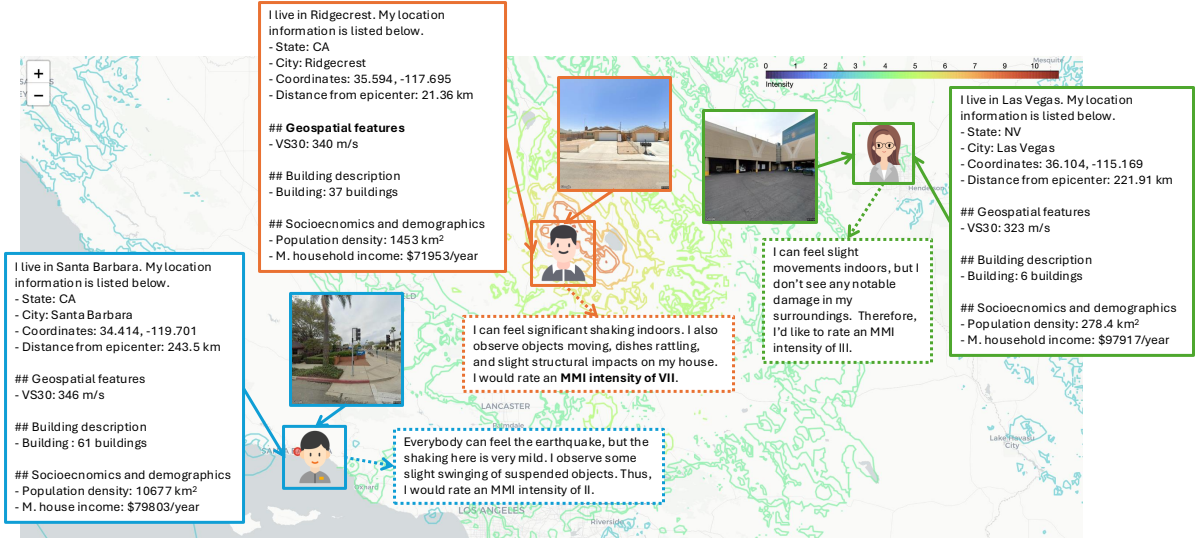 I live in Ridgecrest. My location
information is listed below.
- State: CA
- City: Ridgecrest
- Coordinates: 35.594, -117.695
- Distance from epicenter: 21.36 km
## Geospatial features
- VS30: 340 m/s
## Building description
- Building: 37 buildings
## Socioecnomics and demographics
- Population density: 1453 km²
- M. household income: $71953/year
+
−
0 1 2 3 4 5 6 7 8 9 10
Intensity
Mesquite
I live in Las Vegas. My location
information is listed below.
- State: NV
- City: Las Vegas
- Coordinates: 36.104, -115.169
- Distance from epicenter: 221.91 km
## Geospatial features
- VS30: 323 m/s
## Building description
- Building: 6 buildings
## Socioecnomics and demographics
- Population density: 278.4 km²
- M. household income: $97917/year
Henderson
I can feel slight
movements indoors, but I
don't see any notable
damage in my
surroundings. Therefore,
I'd like to rate an MMI
intensity of III.
I live in Santa Barbara. My location
information is listed below.
- State: CA
- City: Santa Barbara
- Coordinates: 34.414, -119.701
- Distance from epicenter: 243.5 km
## Geospatial features
- VS30: 346 m/s
## Building description
- Building : 61 buildings
## Socioecnomics and demographics
- Population density: 10677 km²
- M. house income: $79803/year
I can feel significant shaking indoors. I also
observe objects moving, dishes rattling,
and slight structural impacts on my house.
I would rate an MMI intensity of VII.
LANCASTER
Palmdale
Everybody can feel the earthquake, but the
shaking here is very mild. I observe some
slight swinging of suspended objects. Thus,
I would rate an MMI intensity of II.
Lake Havasu
City
Oxnard
LOS ANGELES
Riverside